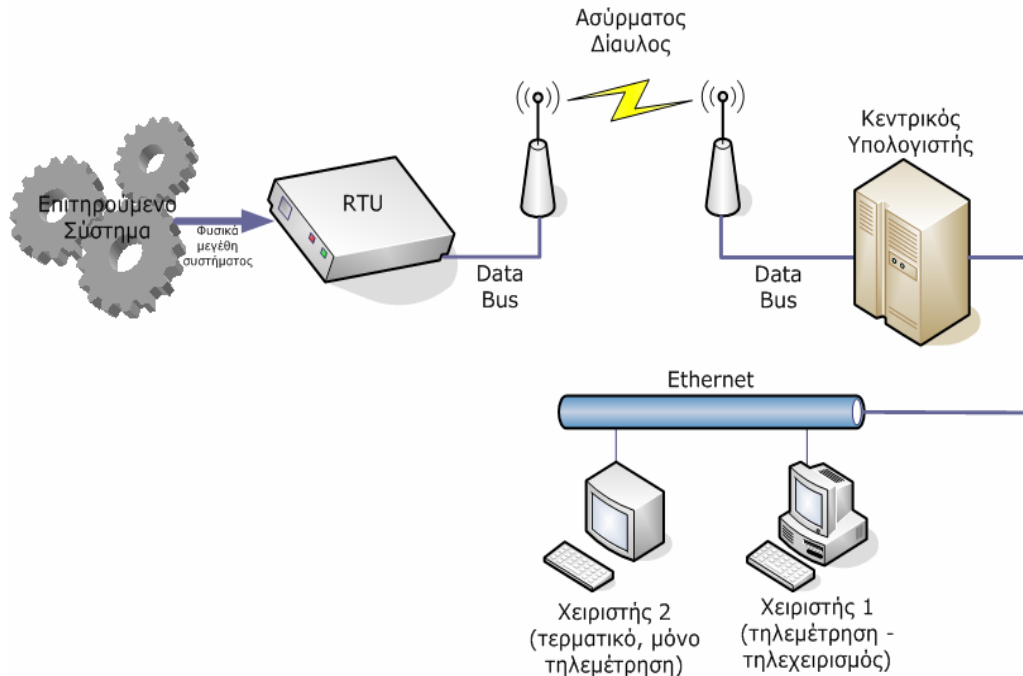 Ασύρματος
Δίαυλος
Κεντρικός
Υπολογιστής
Επιτηρούμενο
Σύστημα
Φυσικά
μεγέθη
συστήματος
RTU
Data
Bus
Data
Bus
Ethernet
Χειριστής 2
(τερματικό, μόνο
τηλεμέτρηση)
Χειριστής 1
(τηλεμέτρηση -
τηλεχειρισμός)